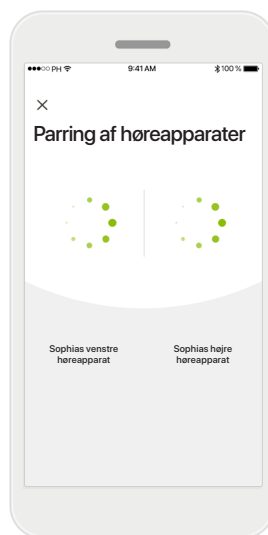 ●●●○○ PH 9:41 AM 100 %
Parring af høreapparater
Sophias venstre
høreapparat
Sophias højre
høreapparat